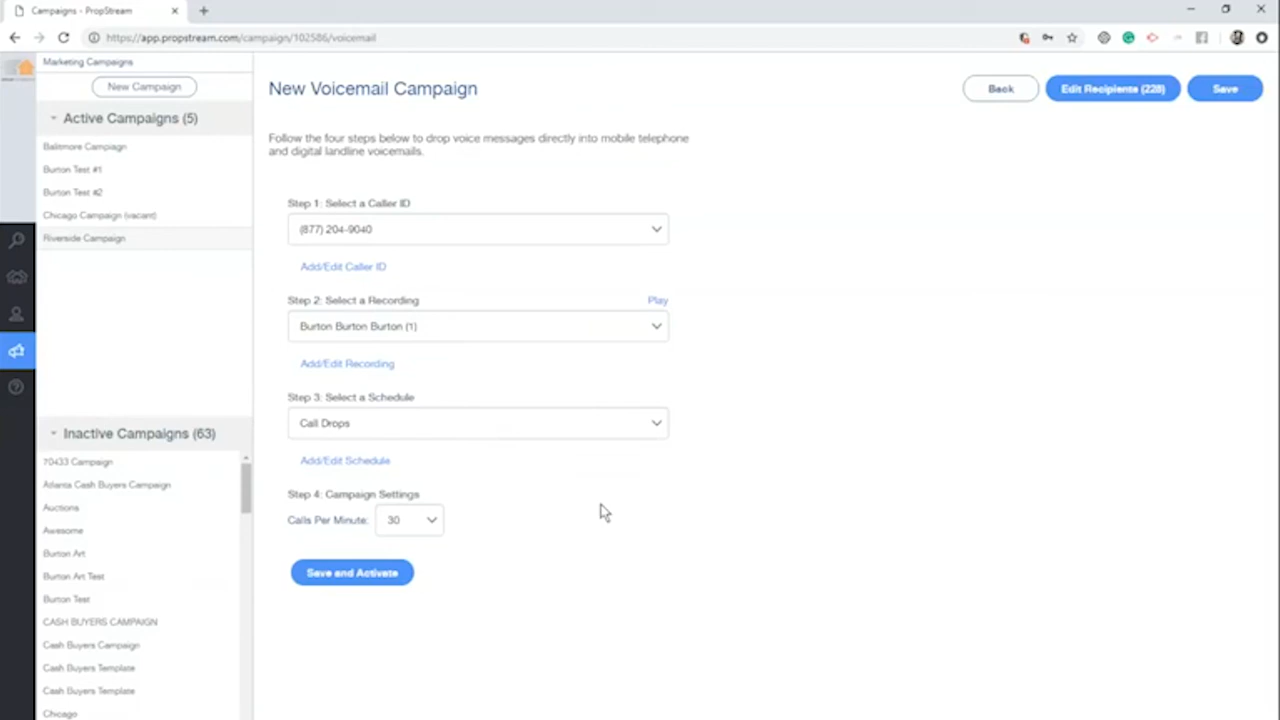 Campaigns - PropStream
https://app.propstream.com/campaign/102586/voicemail
Marketing Campaigns
New Campaign
Active Campaigns (5)
Baltimore Campaign
Burton Test #1
Burton Test #2
Chicago Campaign (vacant)
Riverside Campaign
Inactive Campaigns (63)
70433 Campaign
Atlanta Cash Buyers Campaign
Auctions
Awesome
Burton Art
Burton Art Test
Burton Test
CASH BUYERS CAMPAIGN
Cash Buyers Campaign
Cash Buyers Template
Cash Buyers Template
Chicago
New Voicemail Campaign
Back
Edit Recipients (228)
Save
Follow the four steps below to drop voice messages directly into mobile telephone
and digital landline voicemails.
Step 1: Select a Caller ID
(877) 204-9040
Add/Edit Caller ID
Step 2: Select a Recording
Play
Burton Burton Burton (1)
Add/Edit Recording
Step 3: Select a Schedule
Call Drops
Add/Edit Schedule
Step 4: Campaign Settings
Calls Per Minute: 30
Save and Activate